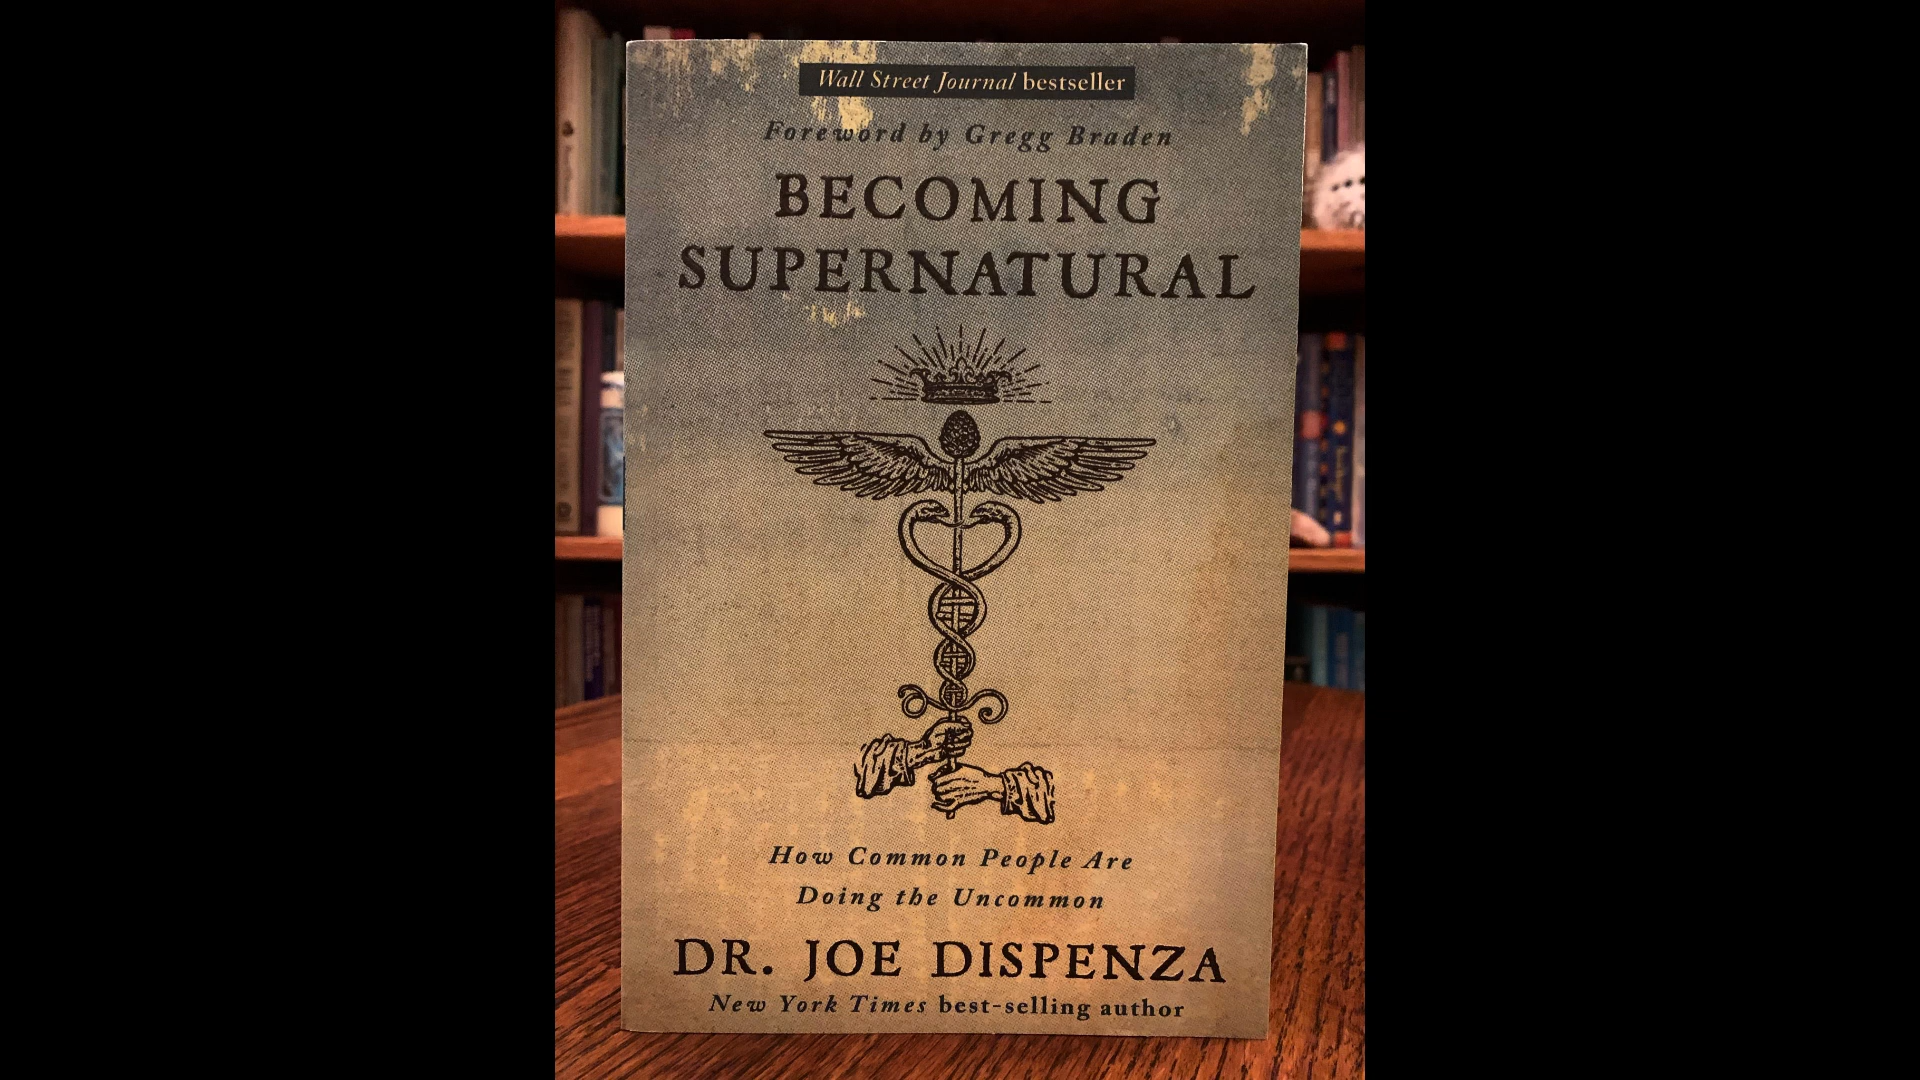 Wall Street Journal bestseller
Foreword by Gregg Braden
BECOMING
SUPERNATURAL
How Common People Are
Doing the Uncommon
DR. JOE DISPENZA
New York Times best-selling author